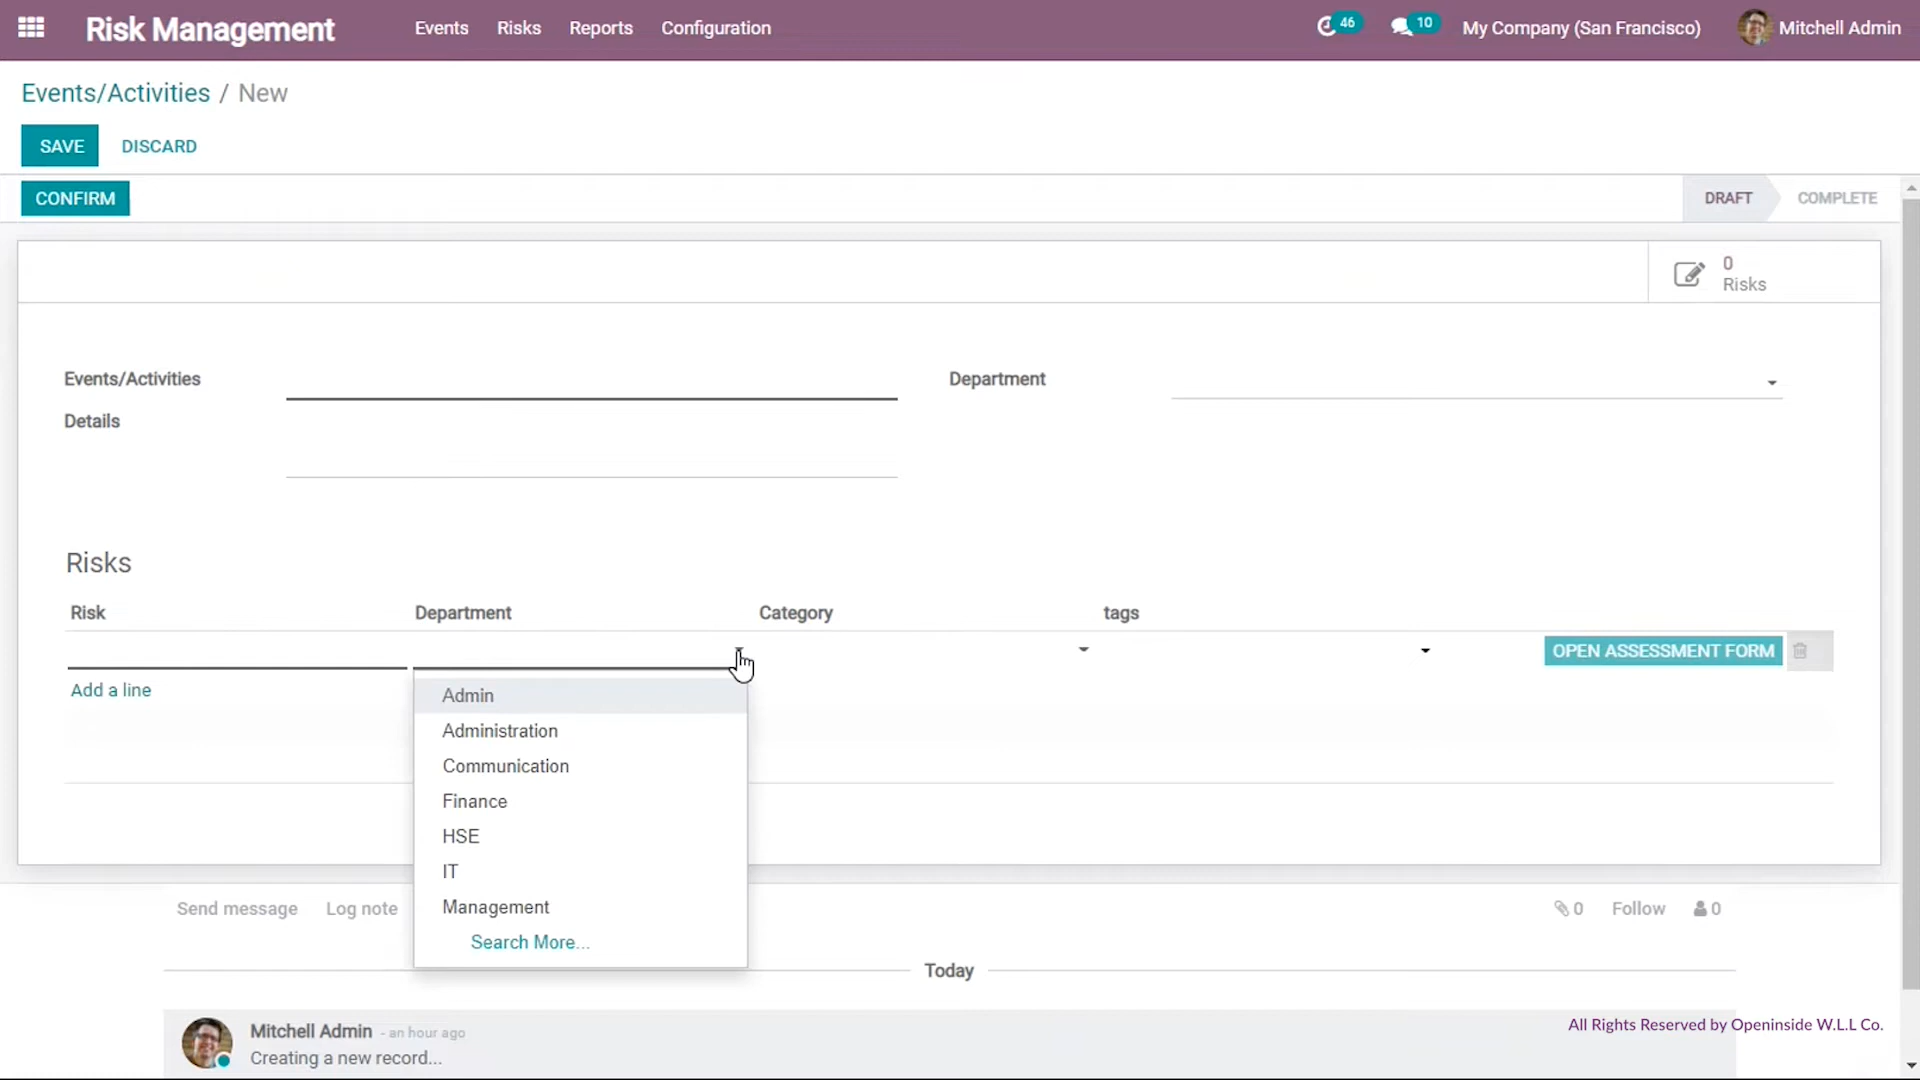 Risk Management Events Risks Reports Configuration 46 10 My Company (San Francisco) Mitchell Admin
Events/Activities / New
SAVE DISCARD
CONFIRM DRAFT COMPLETE
0
Risks
Events/Activities Department
Details
Risks
Risk Department Category tags
OPEN ASSESSMENT FORM
Add a line
Admin
Administration
Communication
Finance
HSE
IT
Management
Search More...
Send message Log note 0 Follow 0
Today
Mitchell Admin - an hour ago
Creating a new record...
All Rights Reserved by Openinside W.L.L Co.